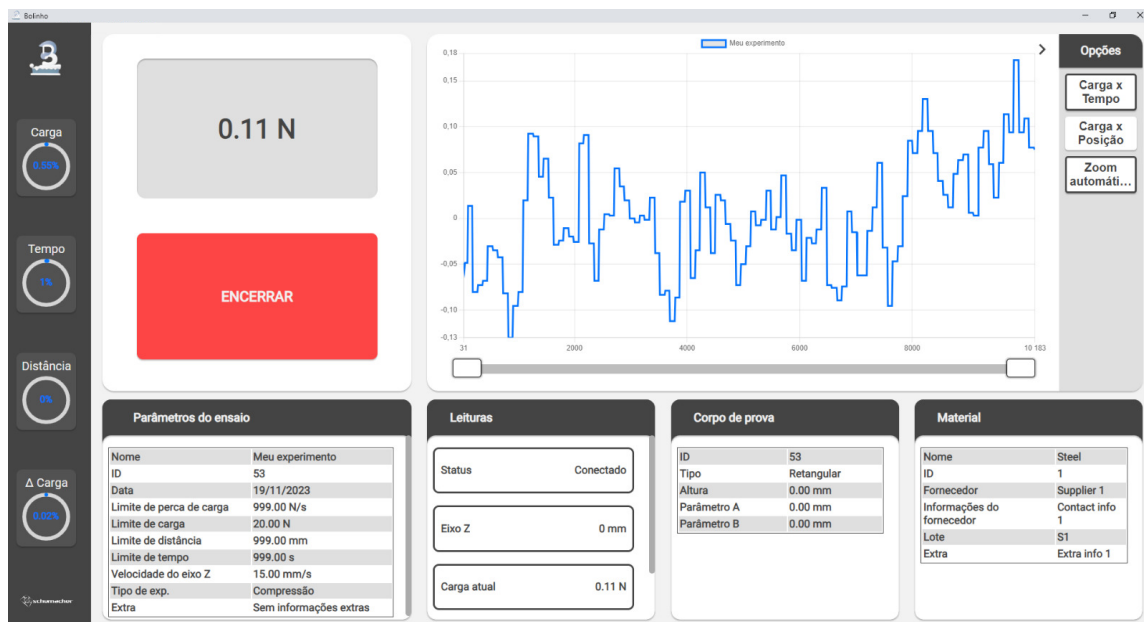 Bolinho
Carga
0.55%
Tempo
1%
Distância
0%
Δ Carga
0.02%
schumacher
0.11 N
ENCERRAR
Meu experimento
0,18
0,15
0,10
0,05
0
-0,05
-0,10
-0,13
31
2000
4000
6000
8000
10 163
Opções
Carga x
Tempo
Carga x
Posição
Zoom
automáti...
Parâmetros do ensaio
Nome Meu experimento
ID 53
Data 19/11/2023
Limite de perca de carga 999.00 N/s
Limite de carga 20.00 N
Limite de distância 999.00 mm
Limite de tempo 999.00 s
Velocidade do eixo Z 15.00 mm/s
Tipo de exp. Compressão
Extra Sem informações extras
Leituras
Status Conectado
Eixo Z 0 mm
Carga atual 0.11 N
Corpo de prova
ID 53
Tipo Retangular
Altura 0.00 mm
Parâmetro A 0.00 mm
Parâmetro B 0.00 mm
Material
Nome Steel
ID 1
Fornecedor Supplier 1
Informações do Contact info
fornecedor 1
Lote S1
Extra Extra info 1